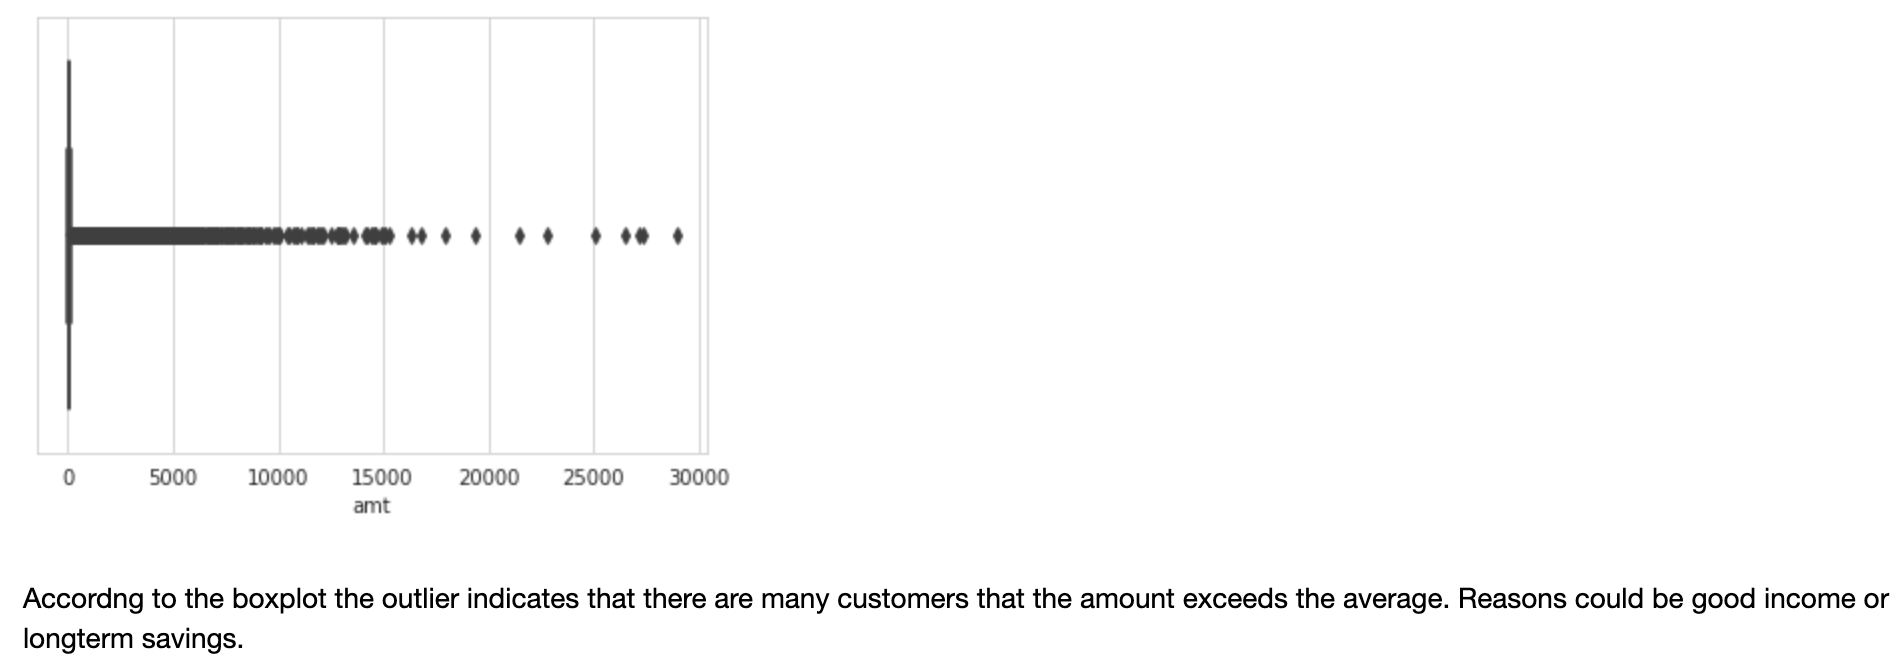 0 5000 10000 15000 20000 25000 30000
amt
Accordng to the boxplot the outlier indicates that there are many customers that the amount exceeds the average. Reasons could be good income or
longterm savings.